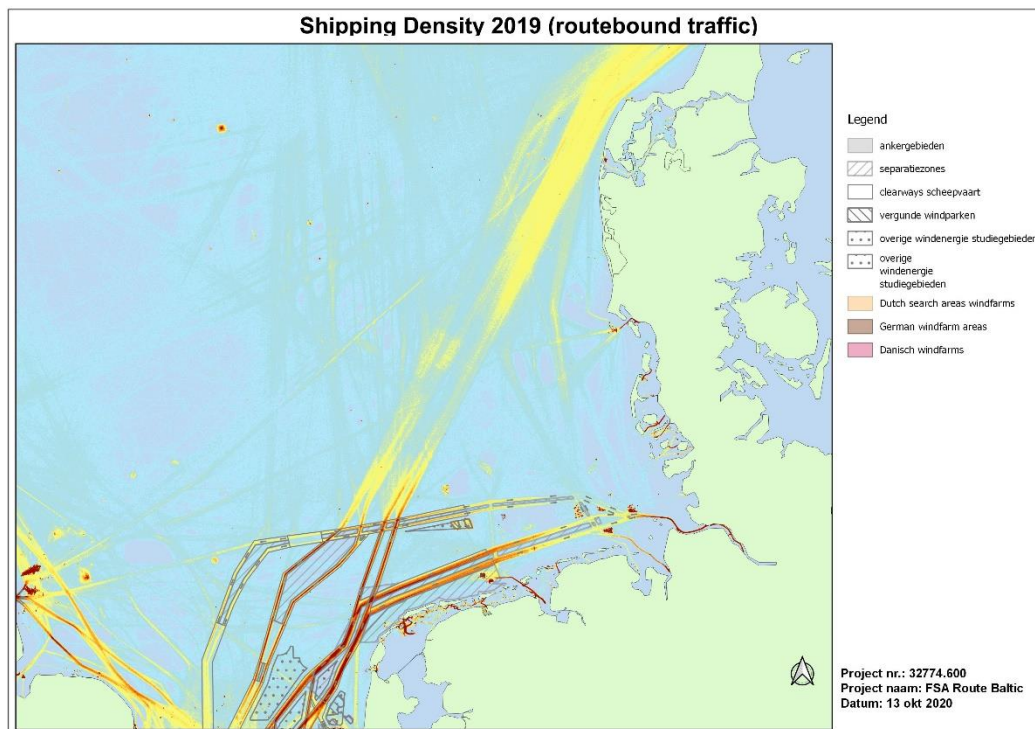 Shipping Density 2019 (routebound traffic)
Legend
ankergebieden
separatiezones
clearways scheepvaart
vergunde windparken
overige windenergie studiegebieden
overige
windenergie
studiegebieden
Dutch search areas windfarms
German windfarm areas
Danisch windfarms
Project nr.: 32774.600
Project naam: FSA Route Baltic
Datum: 13 okt 2020